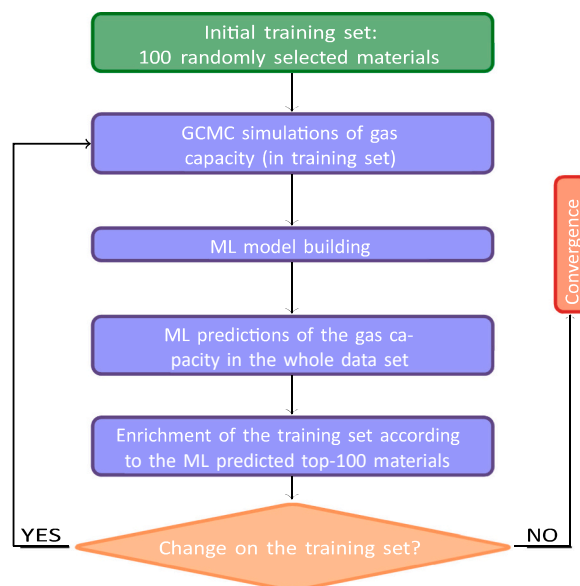 Initial training set:
100 randomly selected materials
GCMC simulations of gas
capacity (in training set)
Convergence
ML model building
ML predictions of the gas ca-
pacity in the whole data set
Enrichment of the training set according
to the ML predicted top-100 materials
YES
Change on the training set?
NO